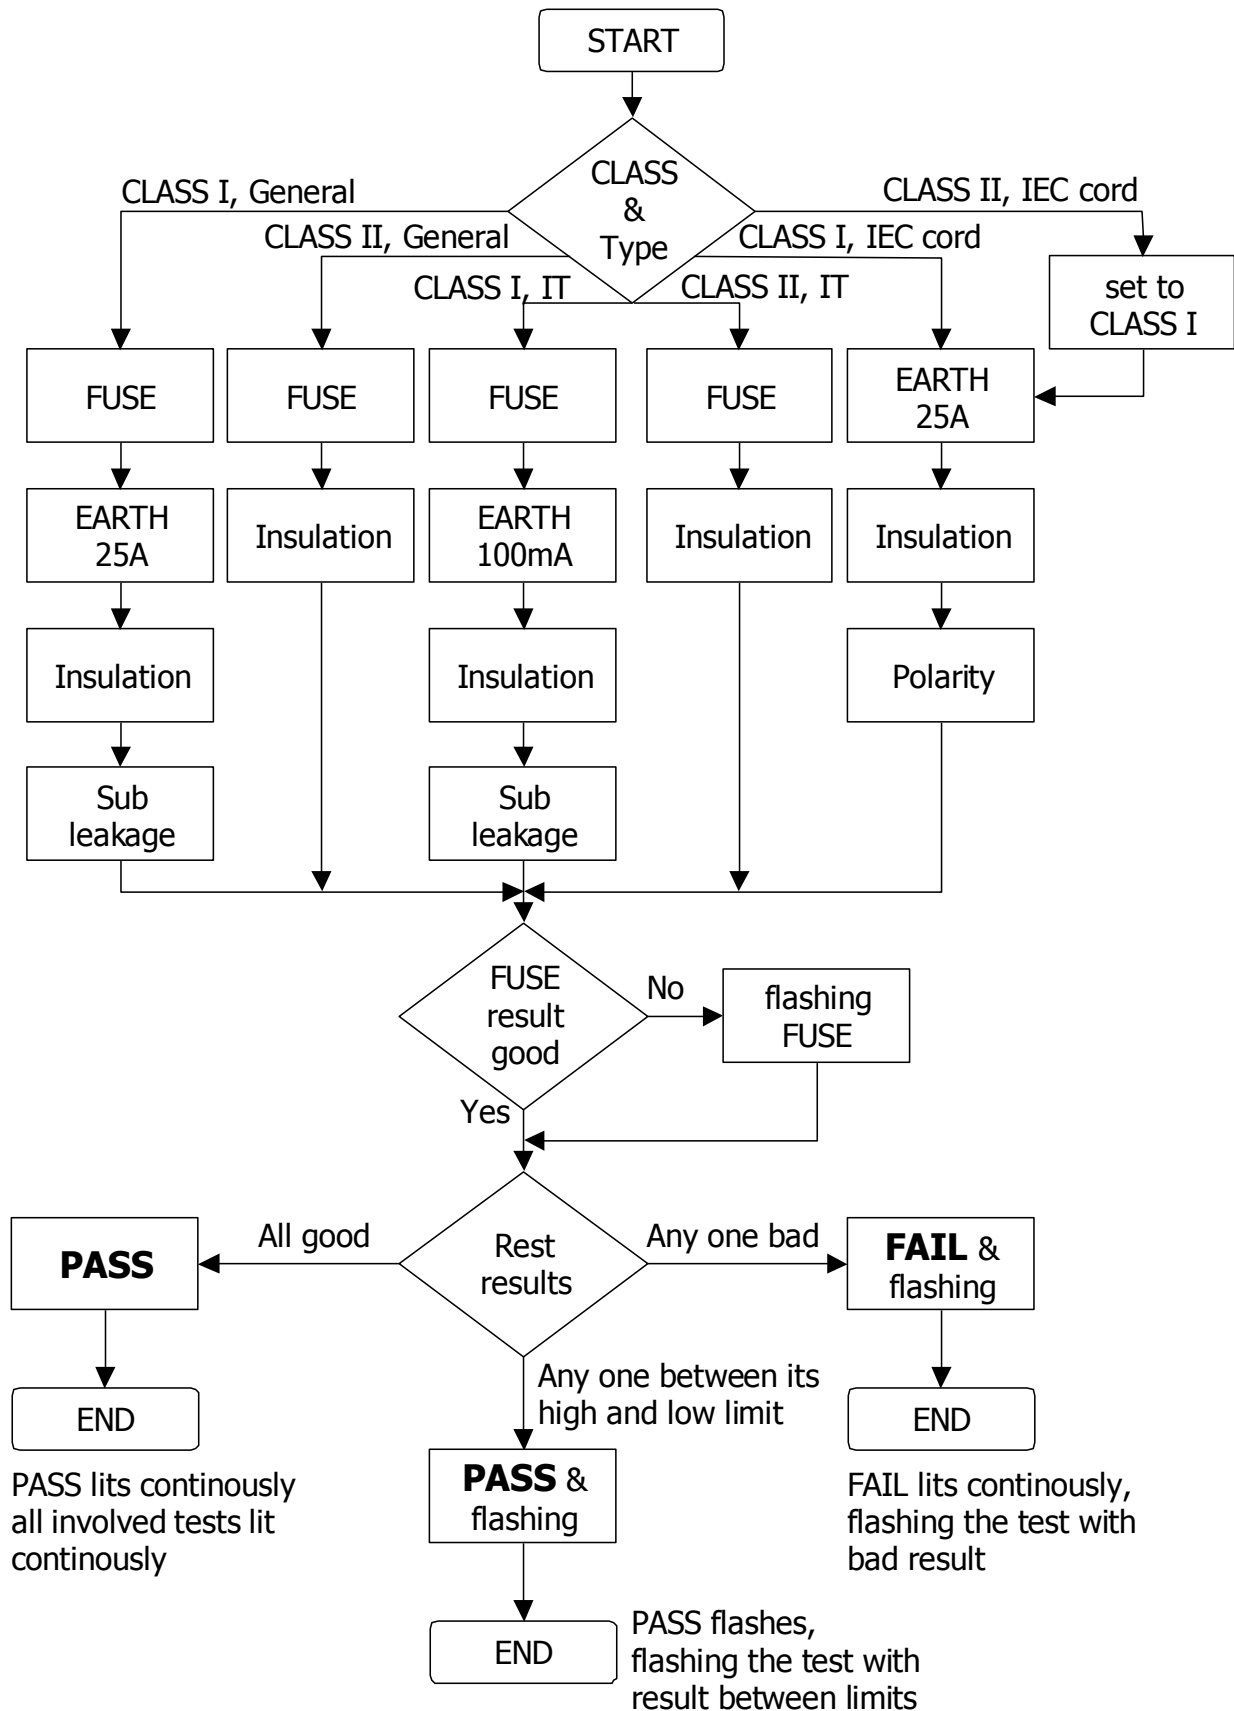 START
CLASS
&
Type
CLASS I, General
CLASS II, General
CLASS I, IT
CLASS II, IT
CLASS I, IEC cord
CLASS II, IEC cord
set to
CLASS I
FUSE
FUSE
FUSE
FUSE
EARTH
25A
EARTH
25A
Insulation
EARTH
100mA
Insulation
Insulation
Insulation
Insulation
Polarity
Sub
leakage
Sub
leakage
FUSE
result
good
No
flashing
FUSE
Yes
Rest
results
All good
PASS
Any one bad
FAIL &
flashing
Any one between its
high and low limit
PASS &
flashing
END
PASS lits continously
all involved tests lit
continously
END
FAIL lits continously,
flashing the test with
bad result
END
PASS flashes,
flashing the test with
result between limits